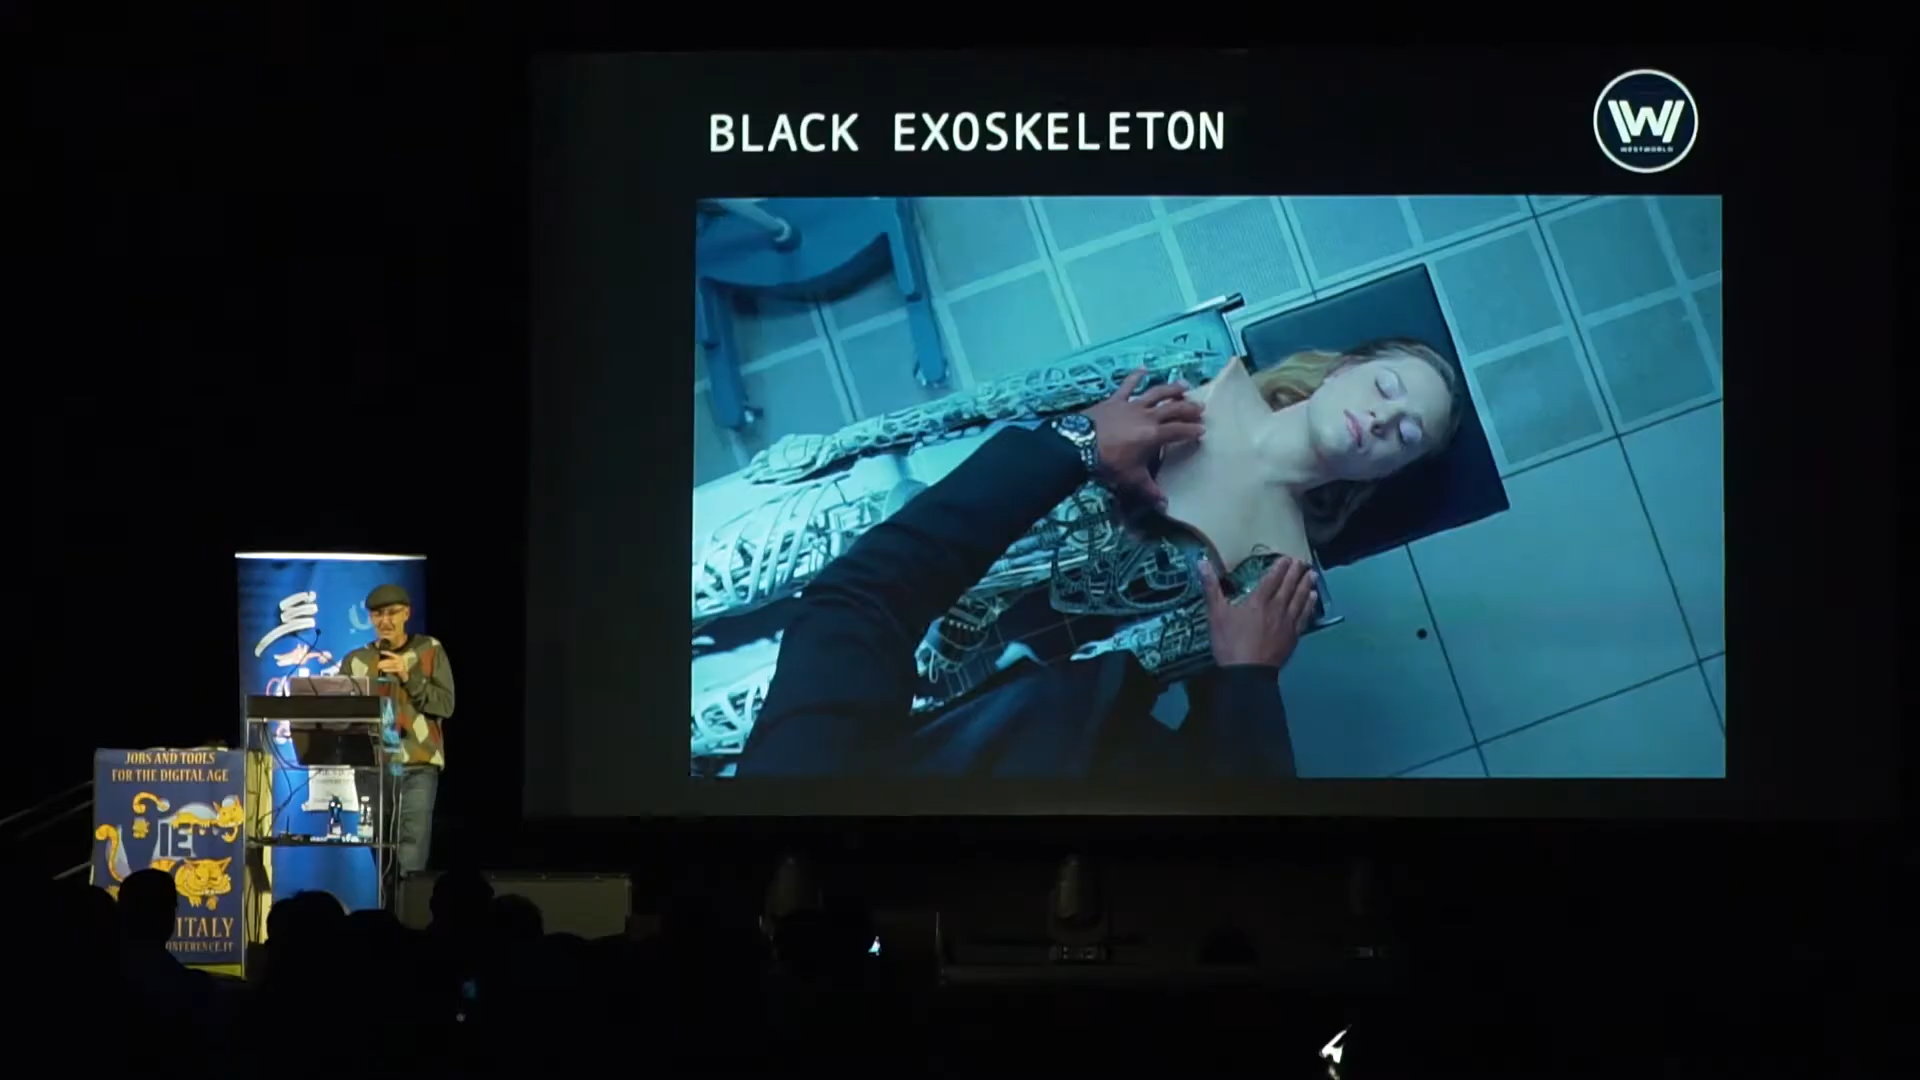 BLACK EXOSKELETON
W
WESTWORLD
JOBS AND TOOLS
FOR THE DIGITAL AGE
ITALY